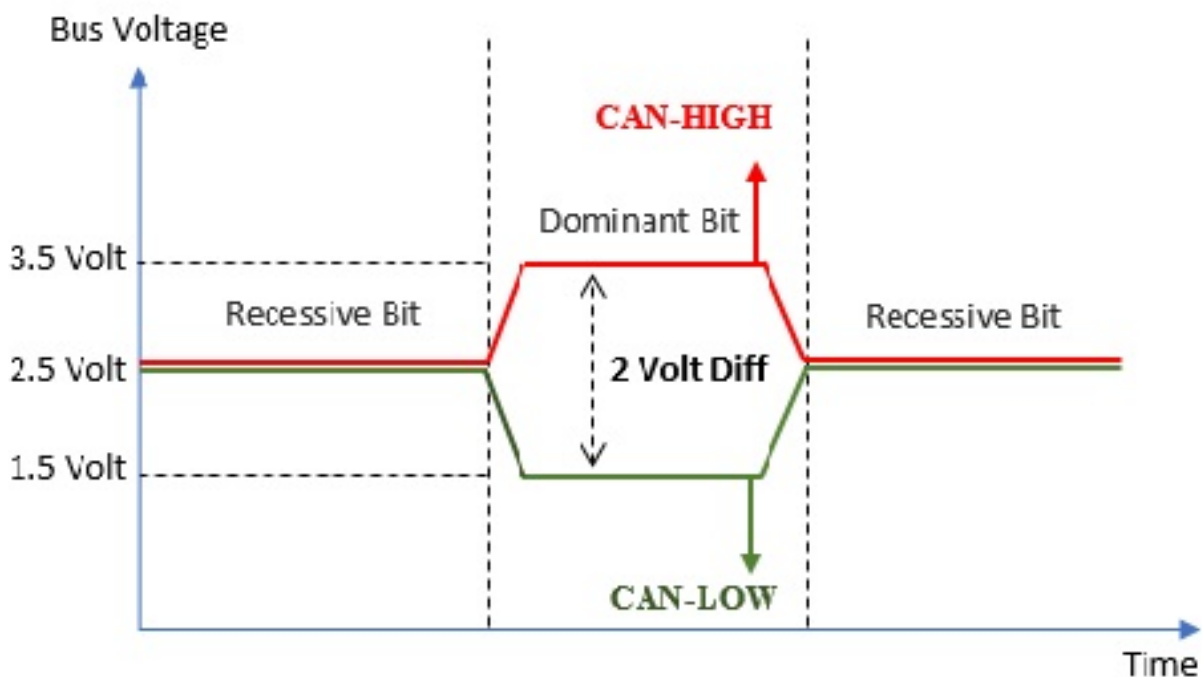 Bus Voltage
CAN-HIGH
Dominant Bit
3.5 Volt
Recessive Bit
Recessive Bit
2.5 Volt
2 Volt Diff
1.5 Volt
CAN-LOW
Time